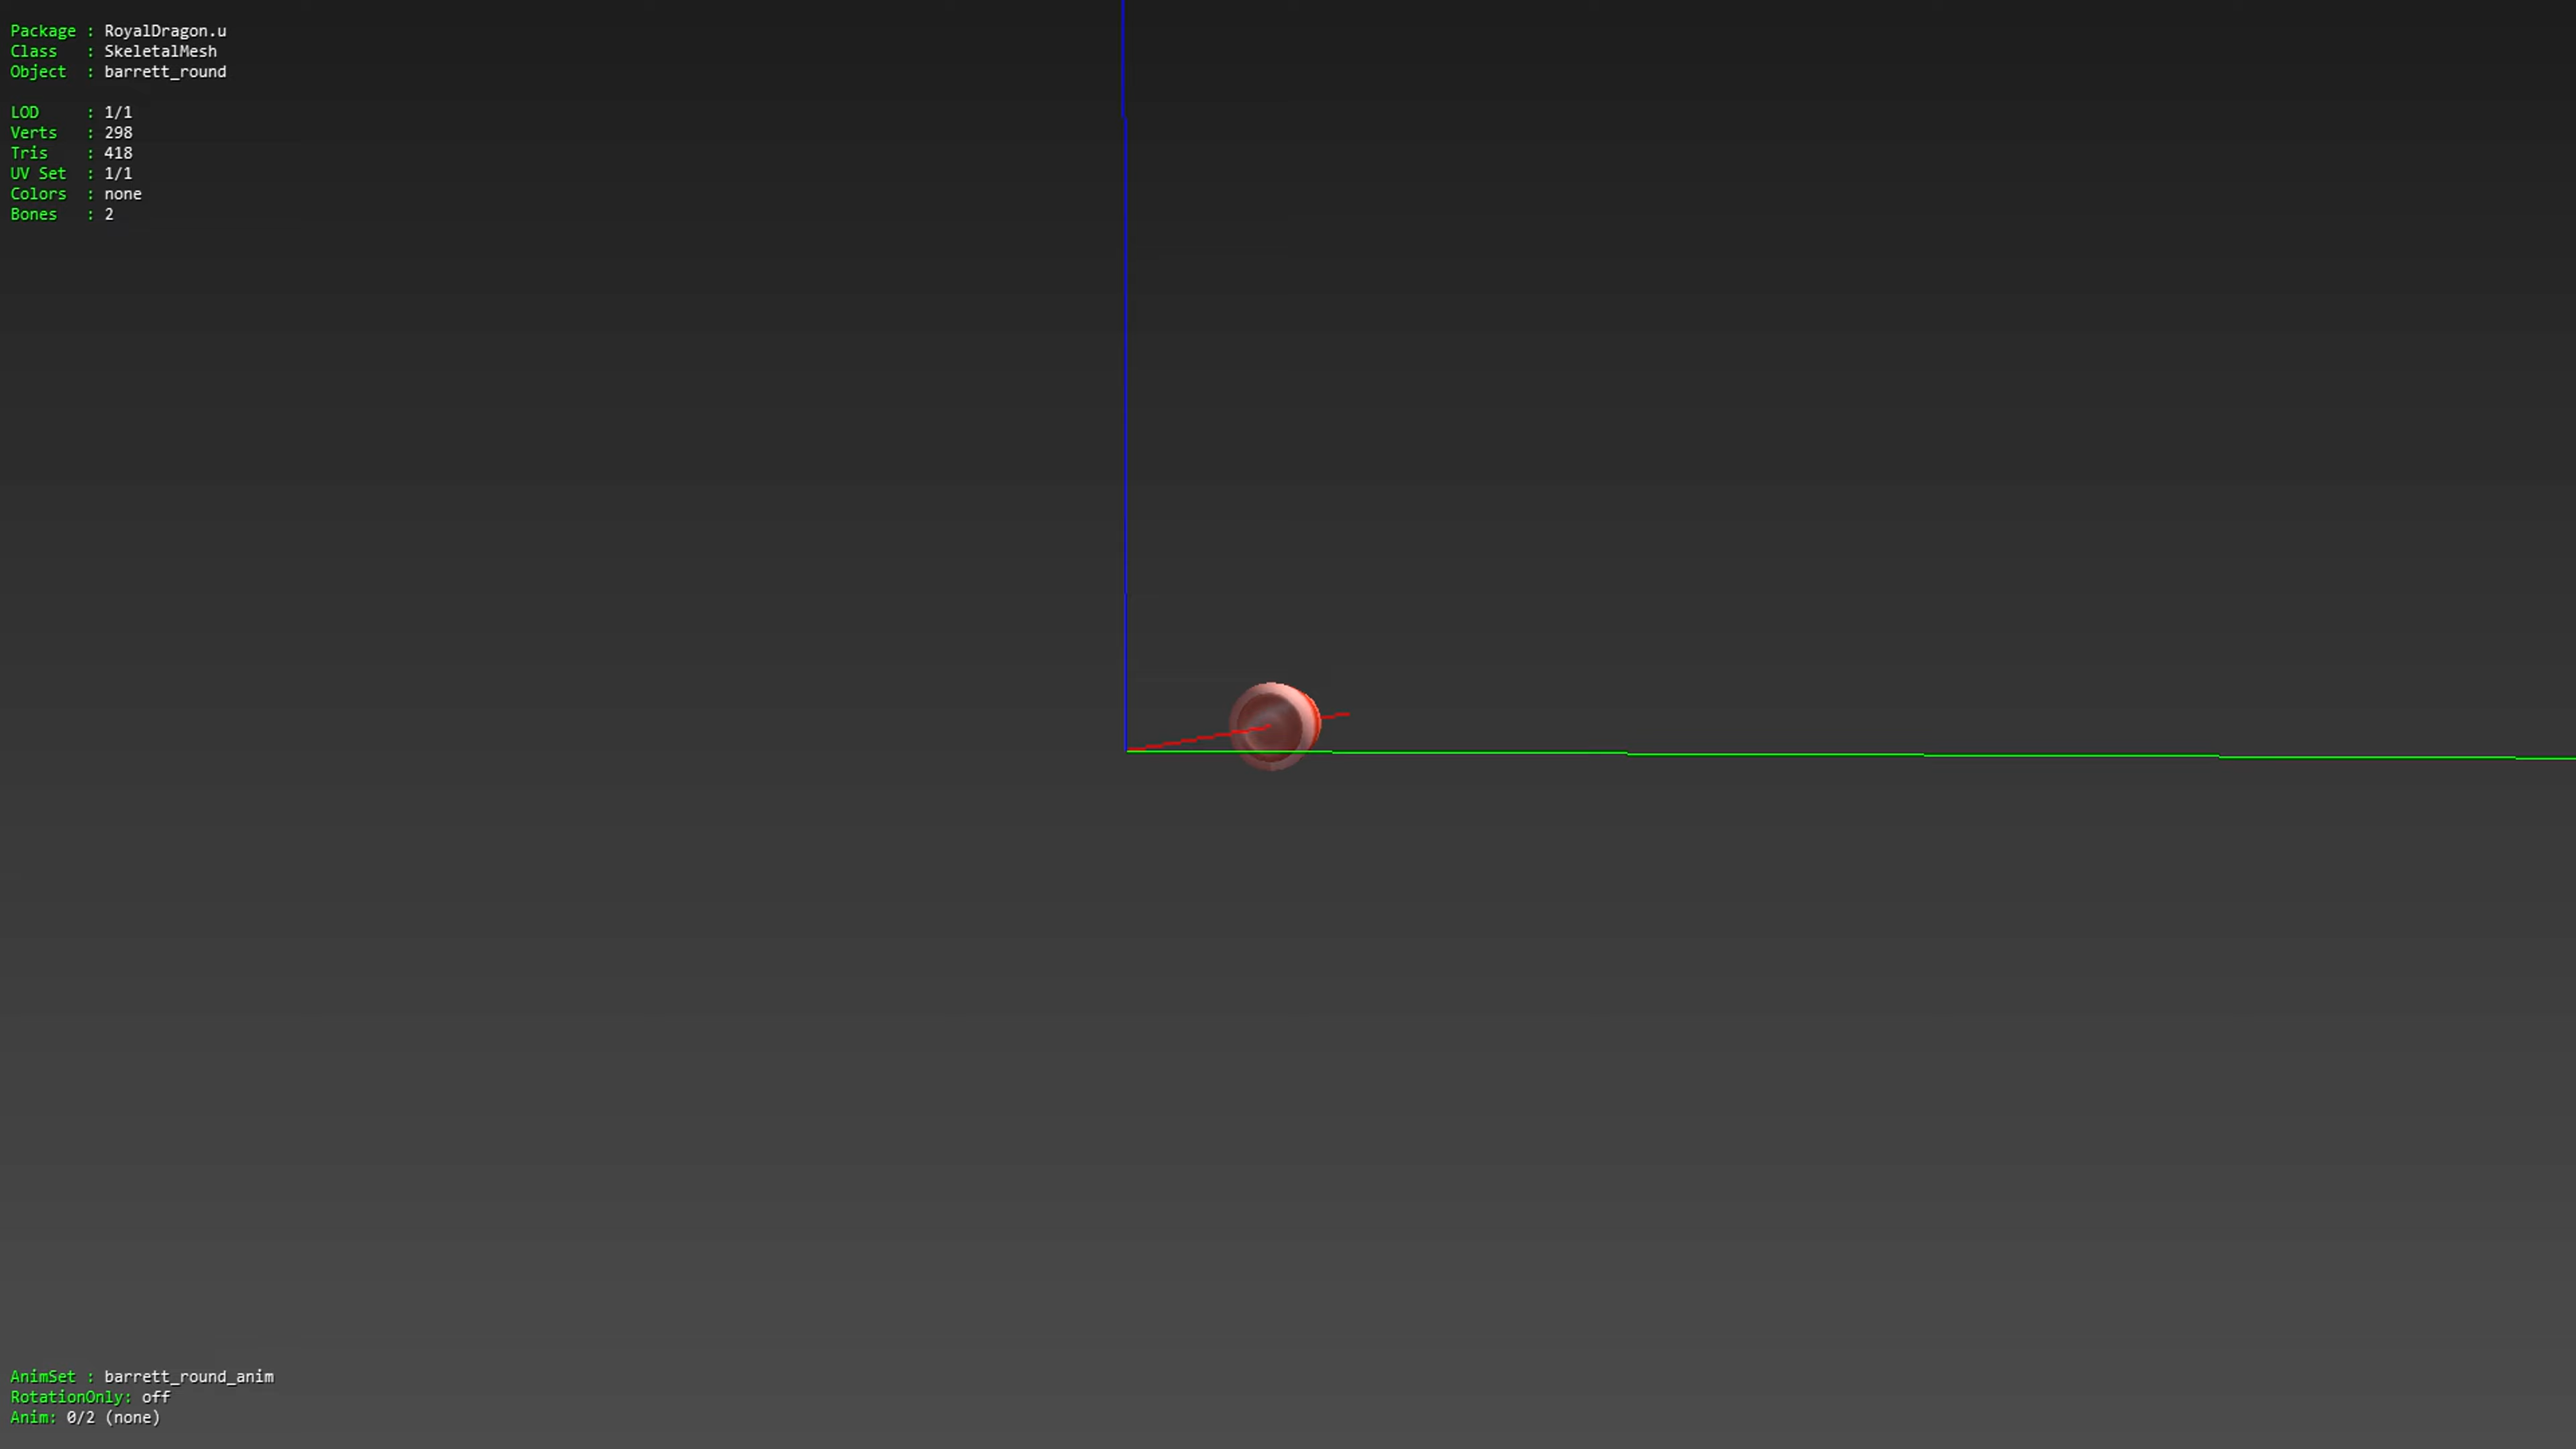 Package : RoyalDragon.u
Class : SkeletalMesh
Object : barrett_round
LOD : 1/1
Verts : 298
Tris : 418
UV Set : 1/1
Colors : none
Bones : 2
AnimSet : barrett_round_anim
RotationOnly: off
Anim: 0/2 (none)